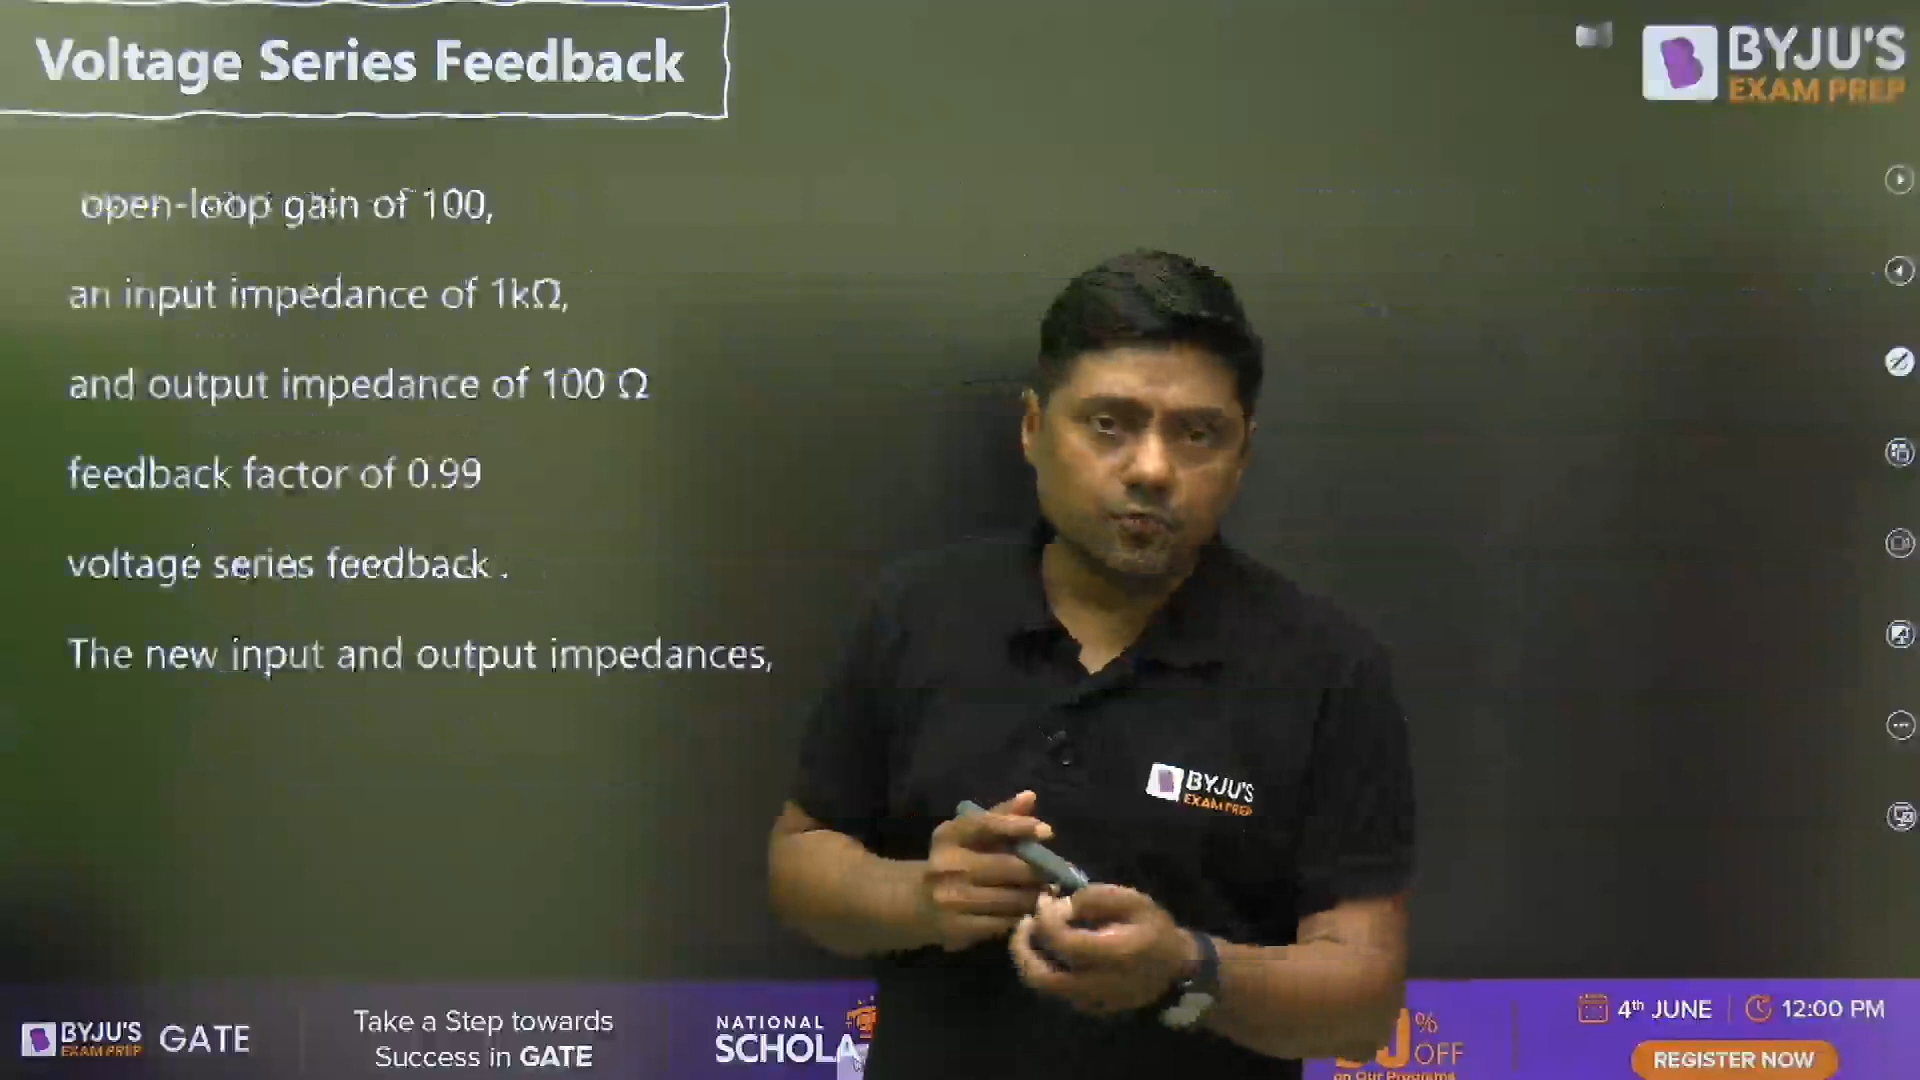 Voltage Series Feedback
BYJU'S
EXAM PREP
open-loop gain of 100,
an input impedance of 1kΩ,
and output impedance of 100 Ω
feedback factor of 0.99
voltage series feedback .
The new input and output impedances,
BYJU'S
EXAM PREP
BYJU'S
EXAM PREP
GATE
Take a Step towards
Success in GATE
NATIONAL
SCHOLA
%
OFF
on Our Programs
4th JUNE
12:00 PM
REGISTER NOW